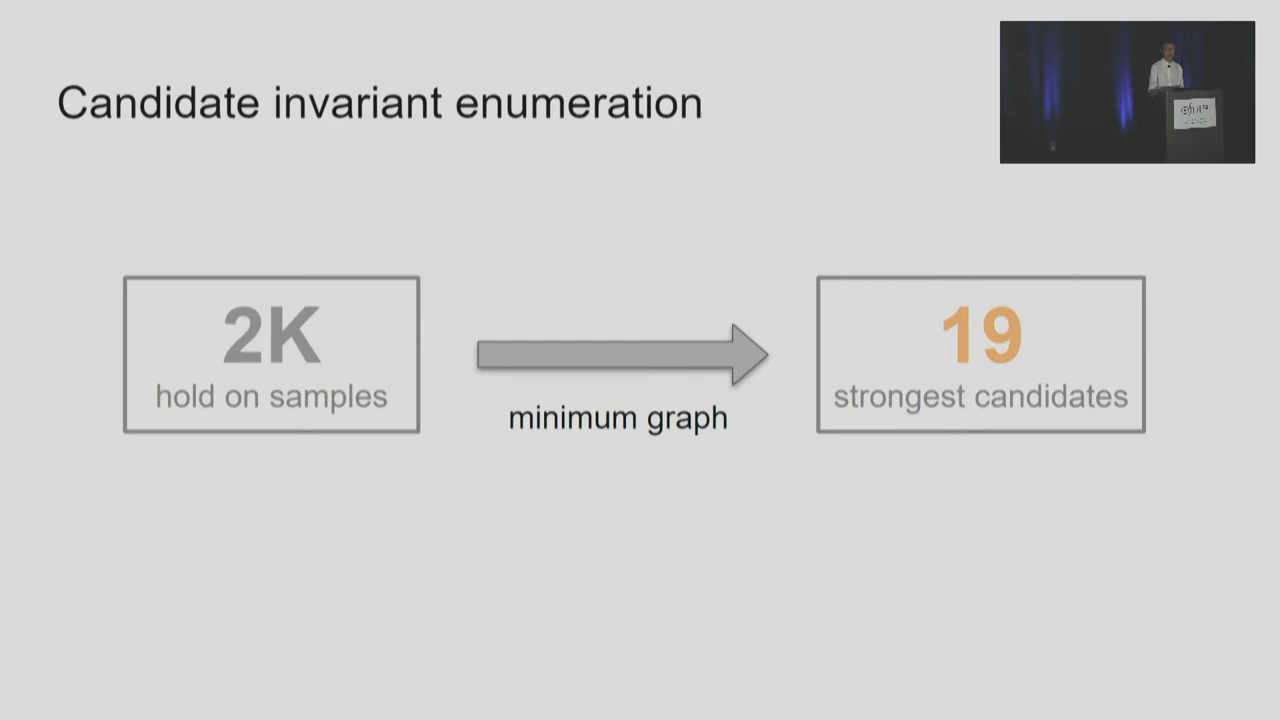 Candidate invariant enumeration
2K
hold on samples
minimum graph
19
strongest candidates